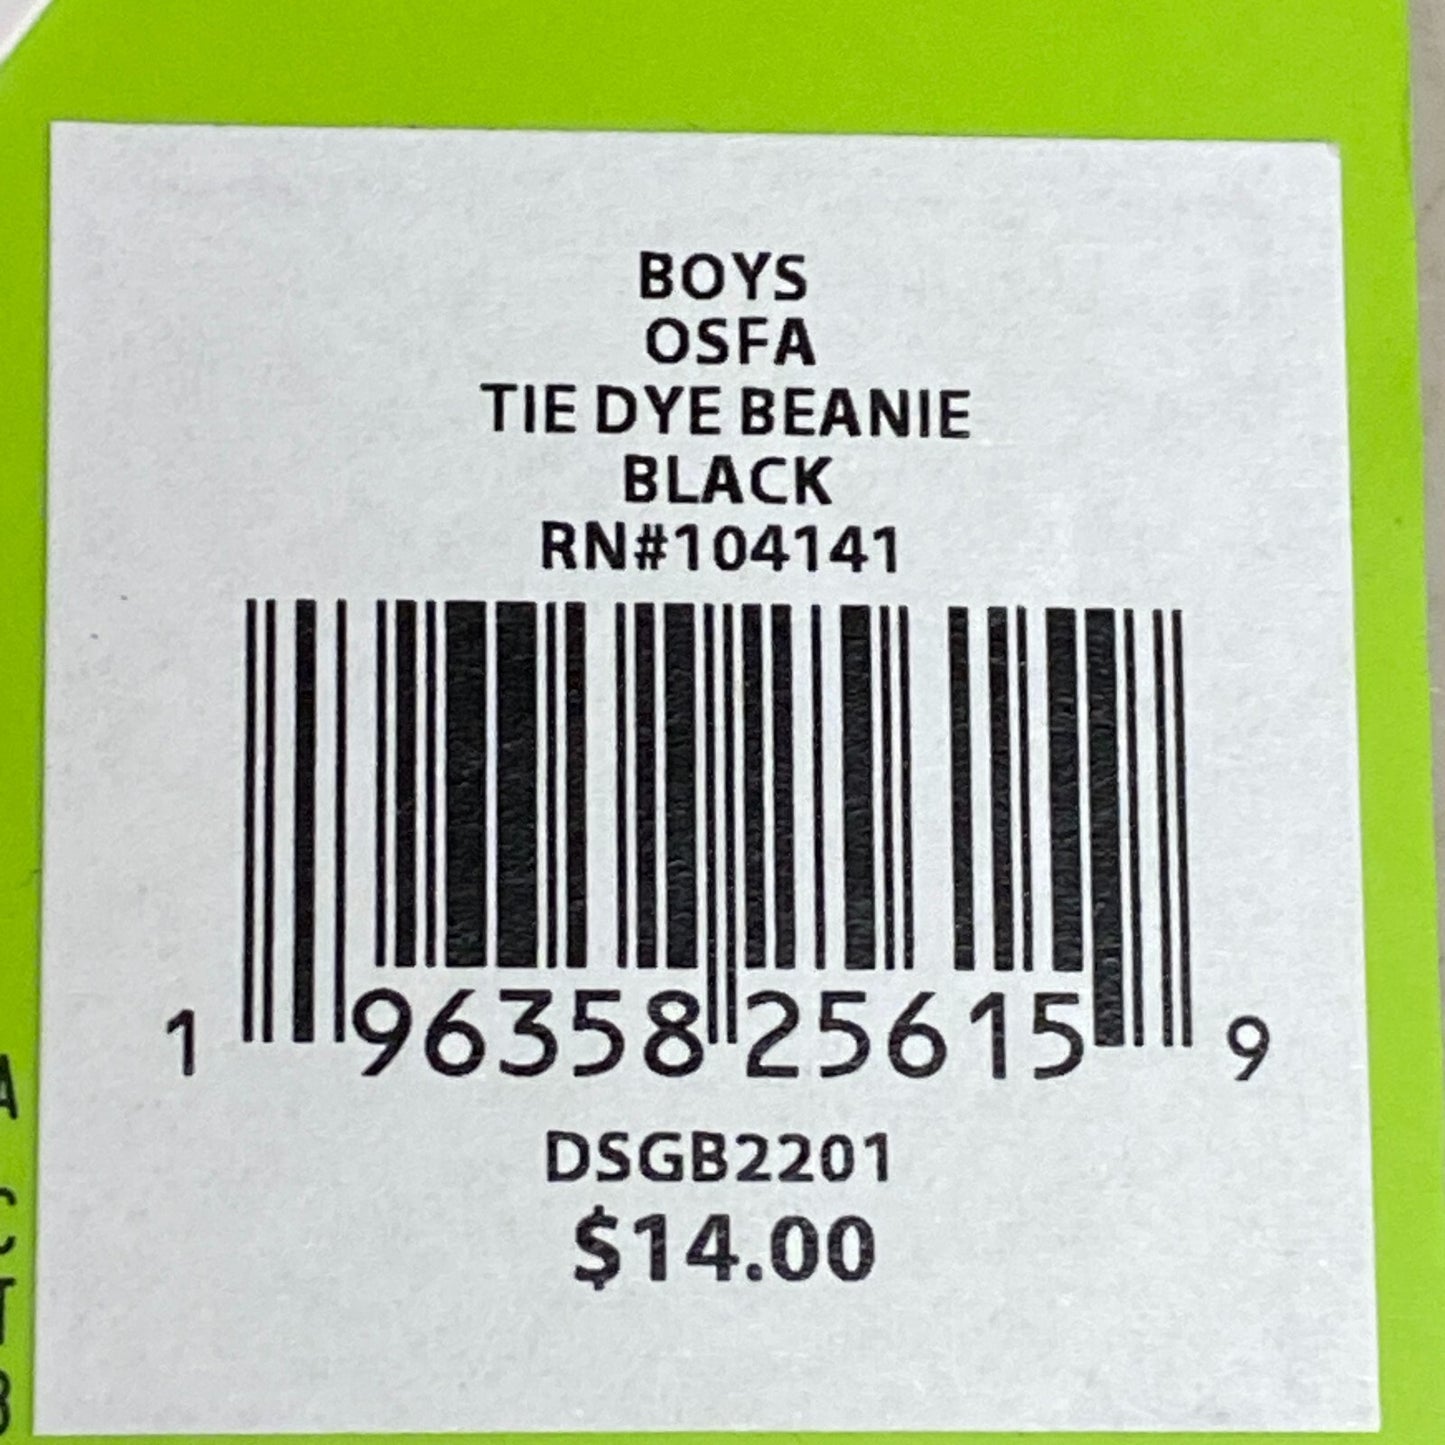 BOYS
OSFA
TIE DYE BEANIE
BLACK
RN#104141
1 96358 25615 9
DSGB2201
$14.00